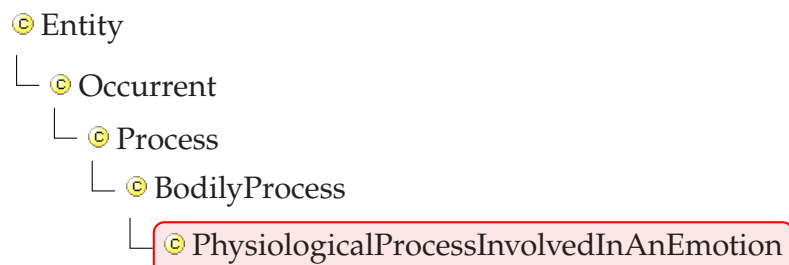 Entity
Occurrent
Process
BodilyProcess
PhysiologicalProcessInvolvedInAnEmotion